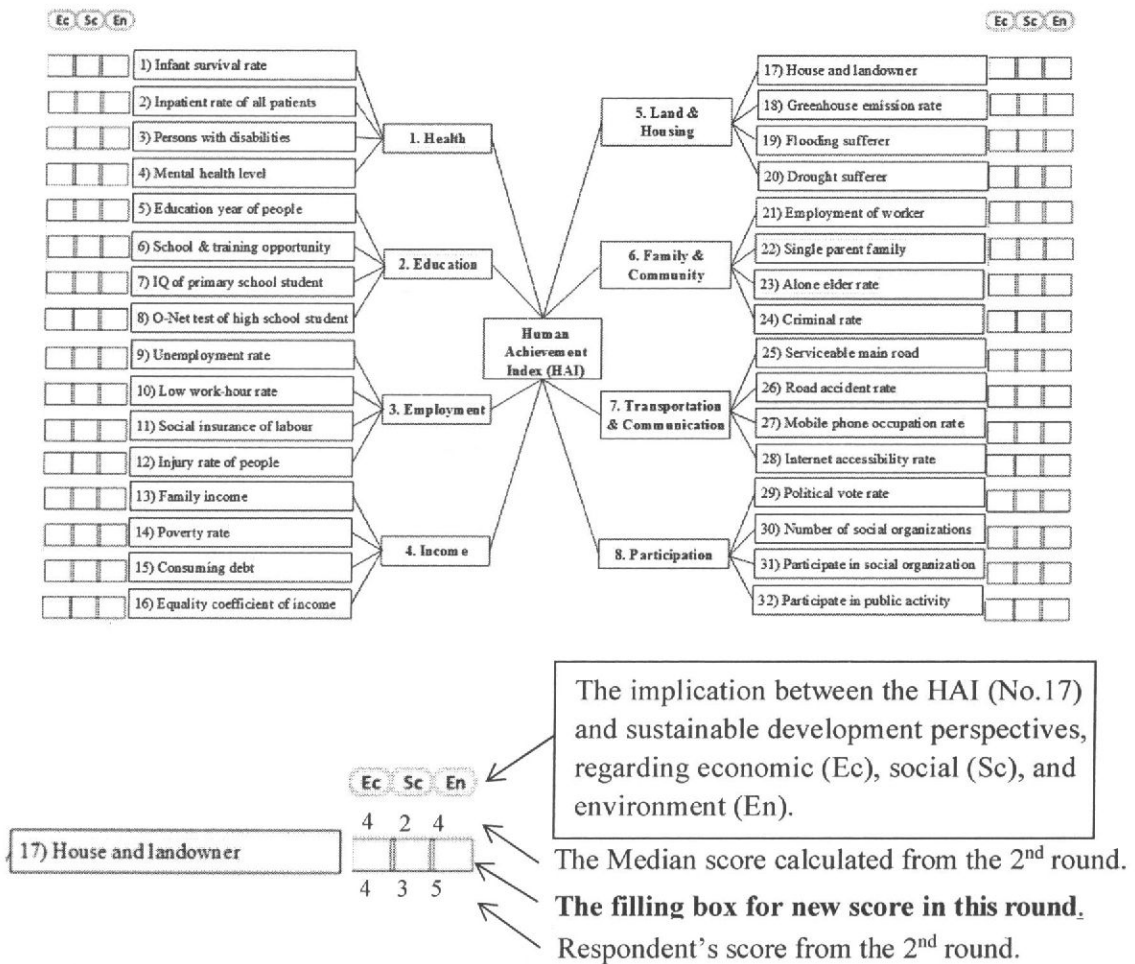 Ec Sc En
1) Infant survival rate
2) Inpatient rate of all patients
3) Persons with disabilities
4) Mental health level
5) Education year of people
6) School & training opportunity
7) IQ of primary school student
8) O-Net test of high school student
9) Unemployment rate
10) Low work-hour rate
11) Social insurance of labour
12) Injury rate of people
13) Family income
14) Poverty rate
15) Consuming debt
16) Equality coefficient of income
1. Health
2. Education
3. Employment
4. Income
Human
Achievement
Index (HAI)
5. Land &
Housing
6. Family &
Community
7. Transportation
& Communication
8. Participation
Ec Sc En
17) House and landowner
18) Greenhouse emission rate
19) Flooding sufferer
20) Drought sufferer
21) Employment of worker
22) Single parent family
23) Alone elder rate
24) Criminal rate
25) Serviceable main road
26) Road accident rate
27) Mobile phone occupation rate
28) Internet accessibility rate
29) Political vote rate
30) Number of social organizations
31) Participate in social organization
32) Participate in public activity
The implication between the HAI (No.17)
and sustainable development perspectives,
regarding economic (Ec), social (Sc), and
environment (En).
Ec Sc En
4 2 4
17) House and landowner
4 3 5
The Median score calculated from the 2nd round.
The filling box for new score in this round.
Respondent's score from the 2nd round.